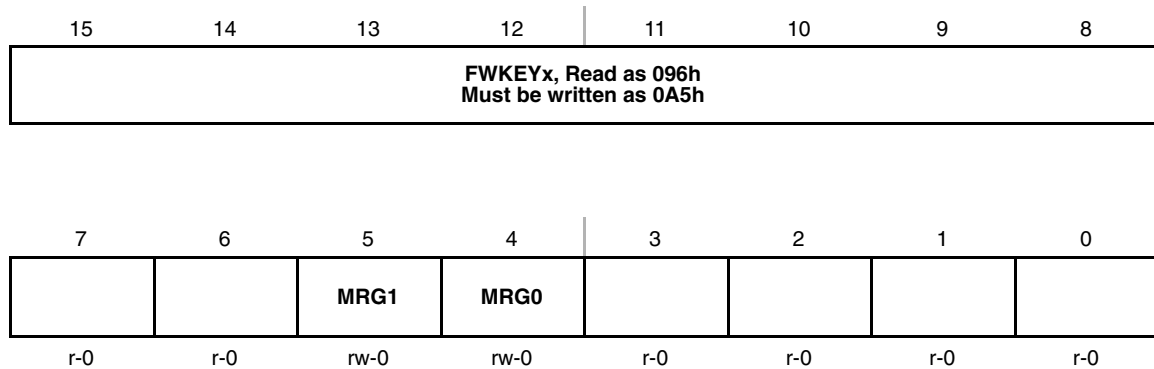 15 14 13 12 11 10 9 8
FWKEYx, Read as 096h
Must be written as 0A5h
7 6 5 4 3 2 1 0
MRG1 MRG0
r-0 r-0 rw-0 rw-0 r-0 r-0 r-0 r-0